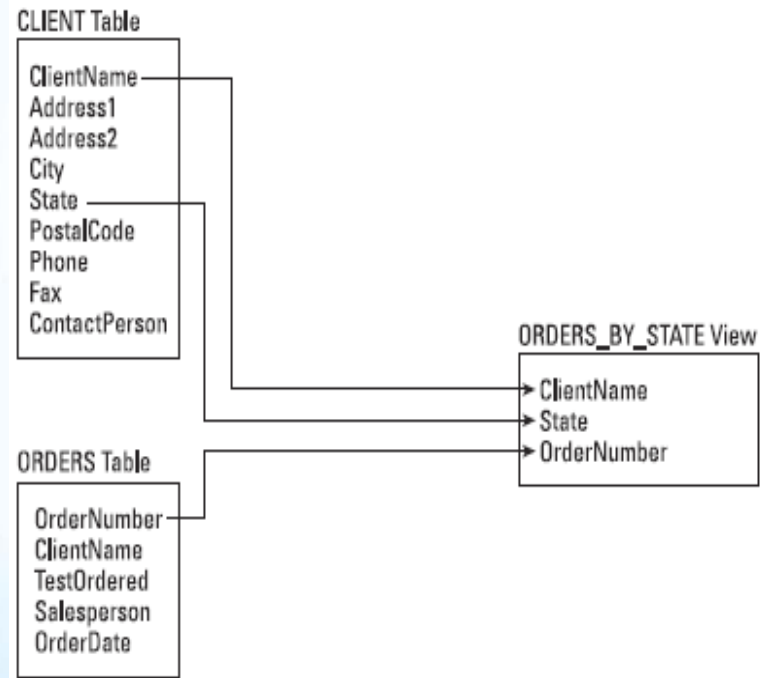 CLIENT Table
ClientName
Address1
Address2
City
State
PostalCode
Phone
Fax
ContactPerson
ORDERS Table
OrderNumber
ClientName
TestOrdered
Salesperson
OrderDate
ORDERS_BY_STATE View
ClientName
State
OrderNumber